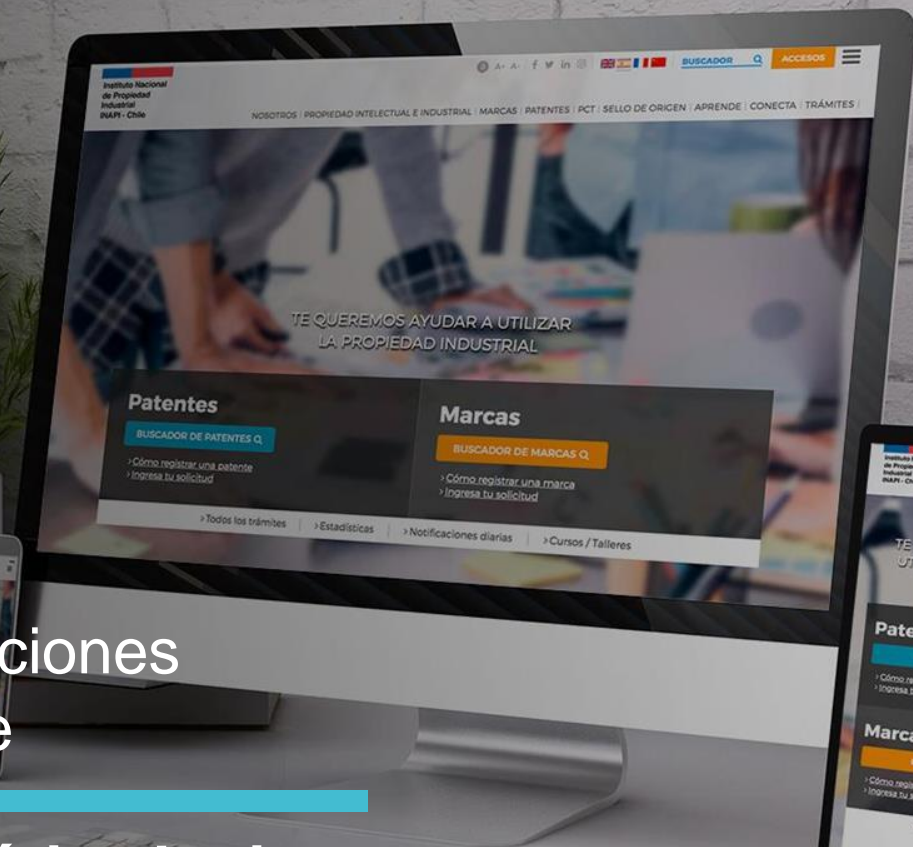 Instituto Nacional
de Propiedad
Industrial
INAPI - Chile
A+ A-
BUSCADOR
ACCESOS
NOSOTROS | PROPIEDAD INTELECTUAL E INDUSTRIAL | MARCAS | PATENTES | PCT | SELLO DE ORIGEN | APRENDE | CONECTA | TRÁMITES |
TE QUEREMOS AYUDAR A UTILIZAR
LA PROPIEDAD INDUSTRIAL
Patentes
BUSCADOR DE PATENTES
> Cómo registrar una patente
> Ingresa tu solicitud
Marcas
BUSCADOR DE MARCAS
> Cómo registrar una marca
> Ingresa tu solicitud
> Todos los trámites | > Estadísticas | > Notificaciones diarias | > Cursos / Talleres
ciones
e
Pate
Marca